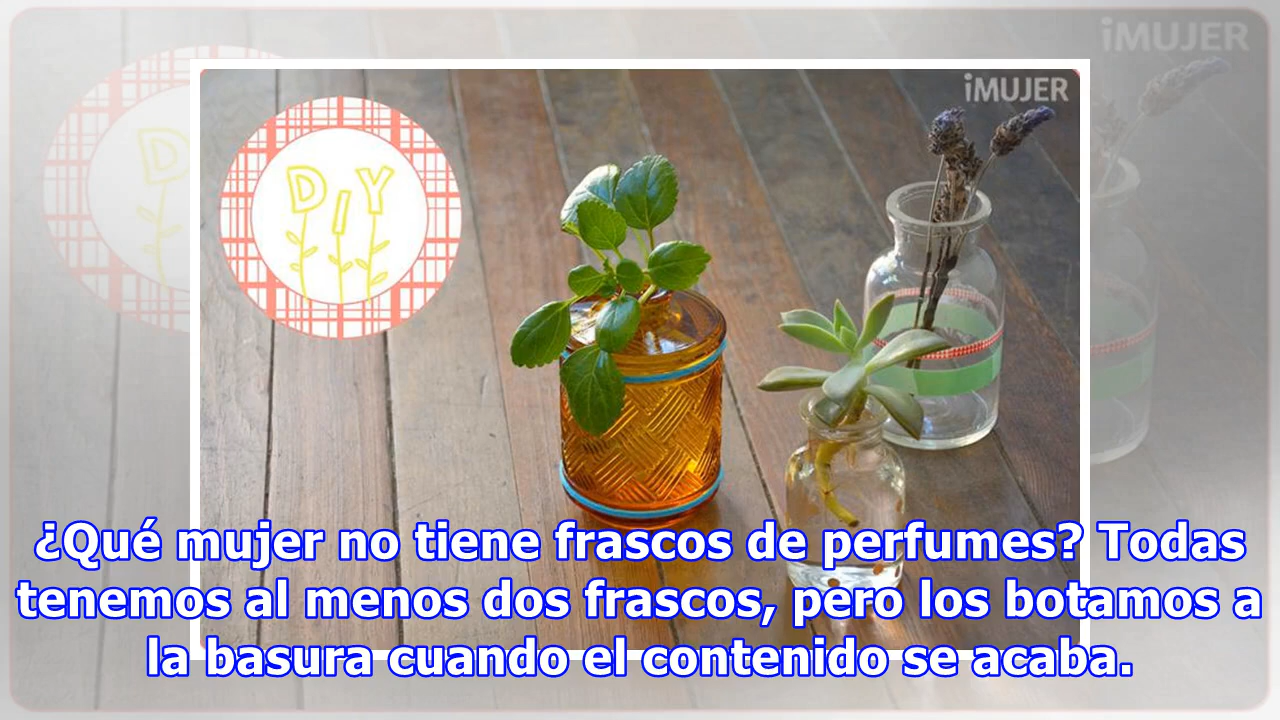 iMUJER
iMUJER
DIY
DIY
¿Qué mujer no tiene frascos de perfumes? Todas
tenemos al menos dos frascos, pero los botamos a
la basura cuando el contenido se acaba.